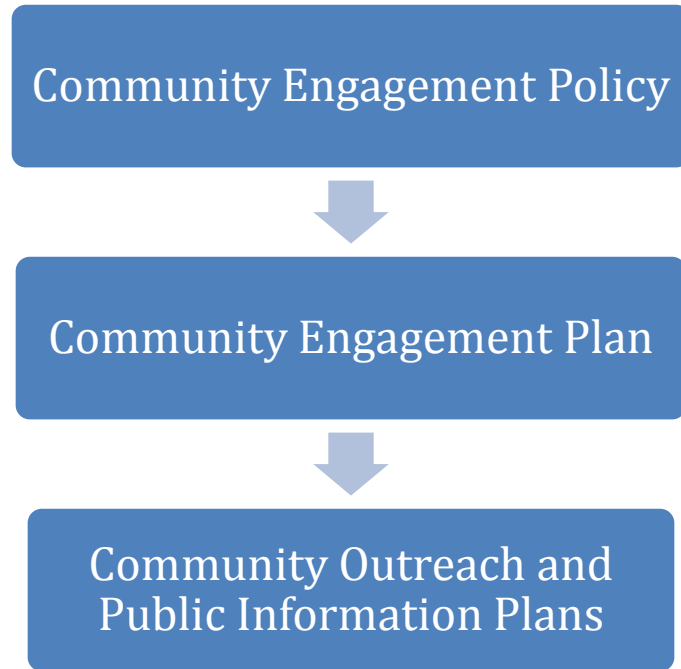 Community Engagement Policy
Community Engagement Plan
Community Outreach and
Public Information Plans